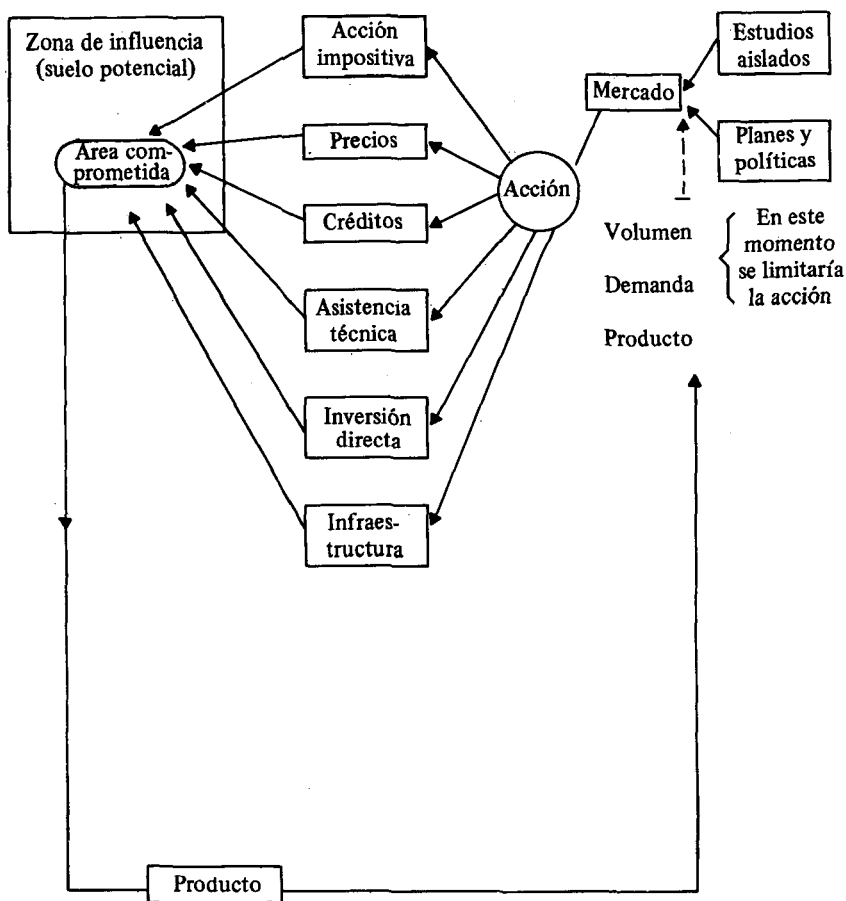 Zona de influencia
(suelo potencial)
Area com-
prometida
Acción
impositiva
Precios
Créditos
Asistencia
técnica
Inversión
directa
Infraes-
tructura
Acción
Mercado
Estudios
aislados
Planes y
políticas
Volumen
Demanda
Producto
En este
momento
se limitaría
la acción
Producto